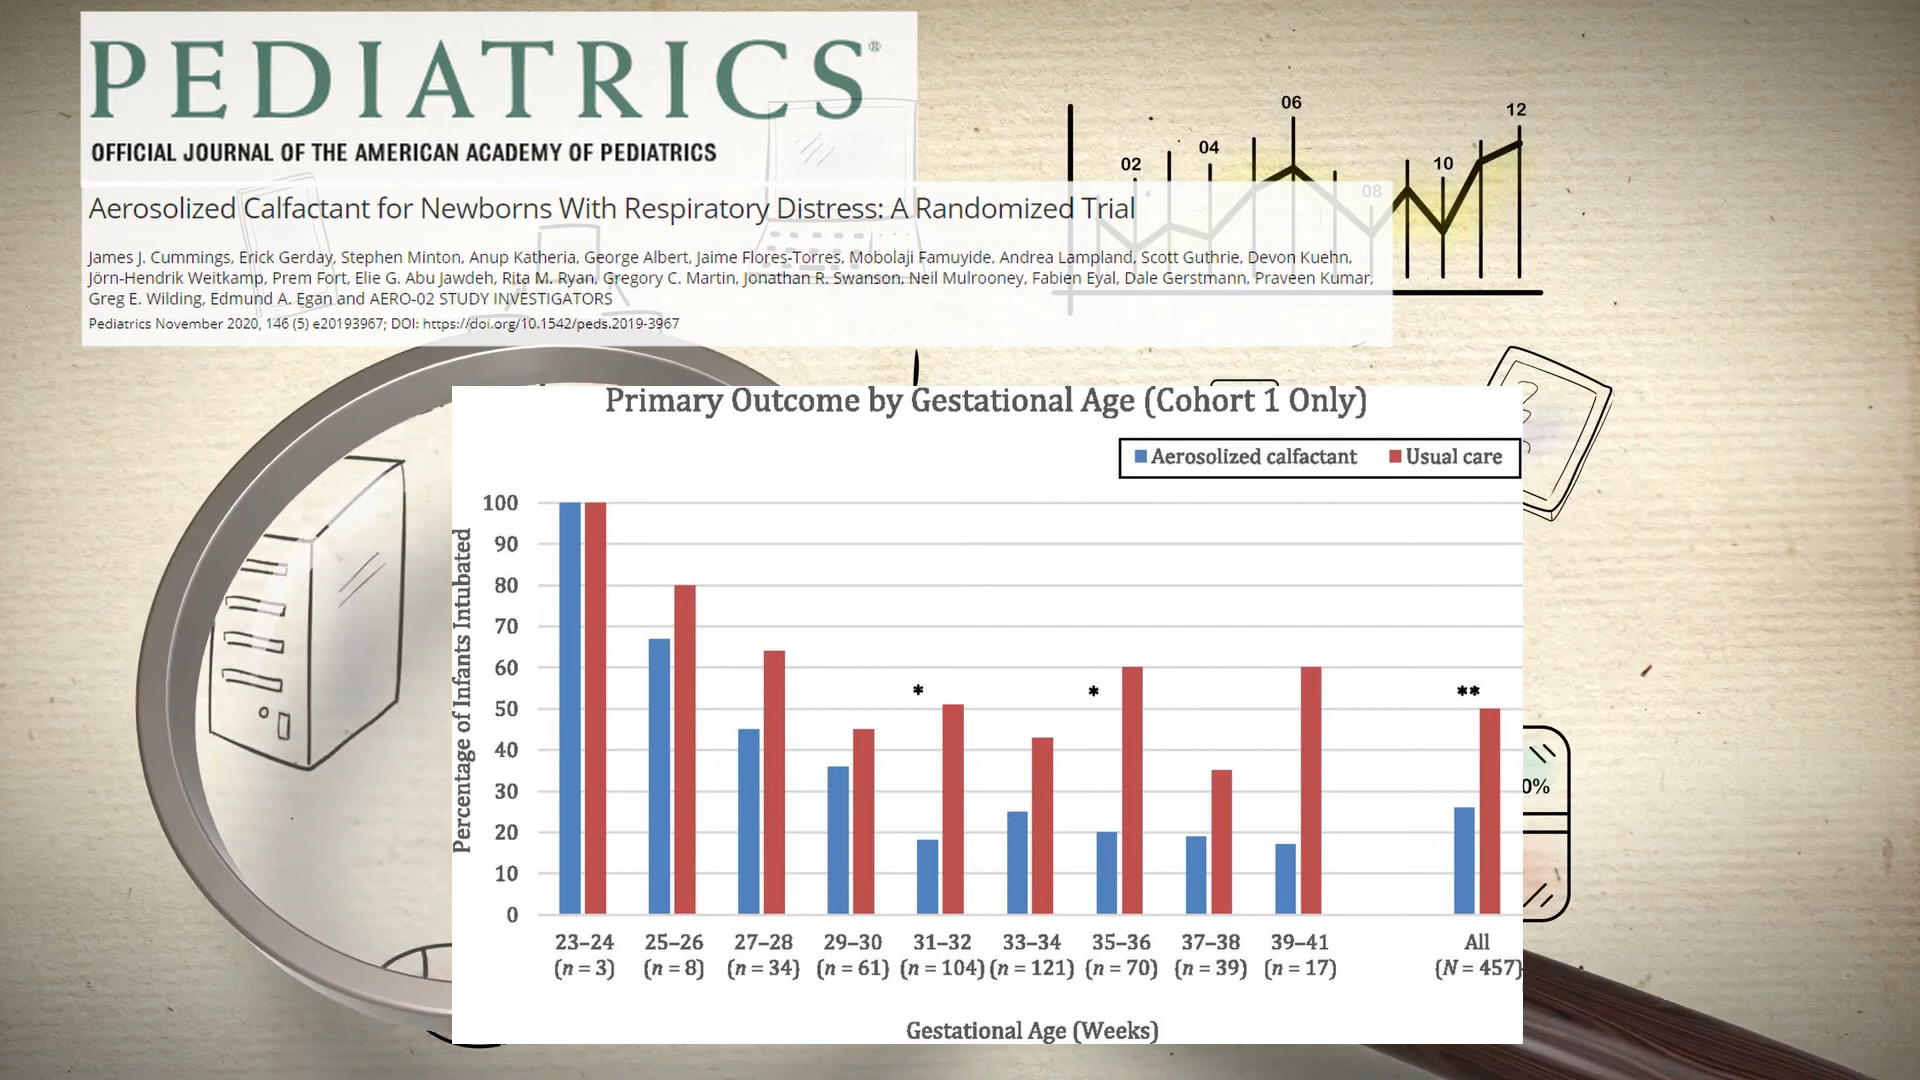 PEDIATRICS®
OFFICIAL JOURNAL OF THE AMERICAN ACADEMY OF PEDIATRICS
Aerosolized Calfactant for Newborns With Respiratory Distress: A Randomized Trial
James J. Cummings, Erick Gerday, Stephen Minton, Anup Katheria, George Albert, Jaime Flores-Torres, Mobolaji Famuyide, Andrea Lampland, Scott Guthrie, Devon Kuehn,
Jörn-Hendrik Weitkamp, Prem Fort, Elie G. Abu Jawdeh, Rita M. Ryan, Gregory C. Martin, Jonathan R. Swanson, Neil Mulrooney, Fabien Eyal, Dale Gerstmann, Praveen Kumar,
Greg E. Wilding, Edmund A. Egan and AERO-02 STUDY INVESTIGATORS
Pediatrics November 2020, 146 (5) e20193967; DOI: https://doi.org/10.1542/peds.2019-3967
02
04
06
08
10
12
Primary Outcome by Gestational Age (Cohort 1 Only)
Aerosolized calfactant Usual care
Percentage of Infants Intubated
100
90
80
70
60
50
40
30
20
10
0
* * **
23–24 25–26 27–28 29–30 31–32 33–34 35–36 37–38 39–41 All
(n = 3) (n = 8) (n = 34) (n = 61) (n = 104) (n = 121) (n = 70) (n = 39) (n = 17) (N = 457)
Gestational Age (Weeks)
0%